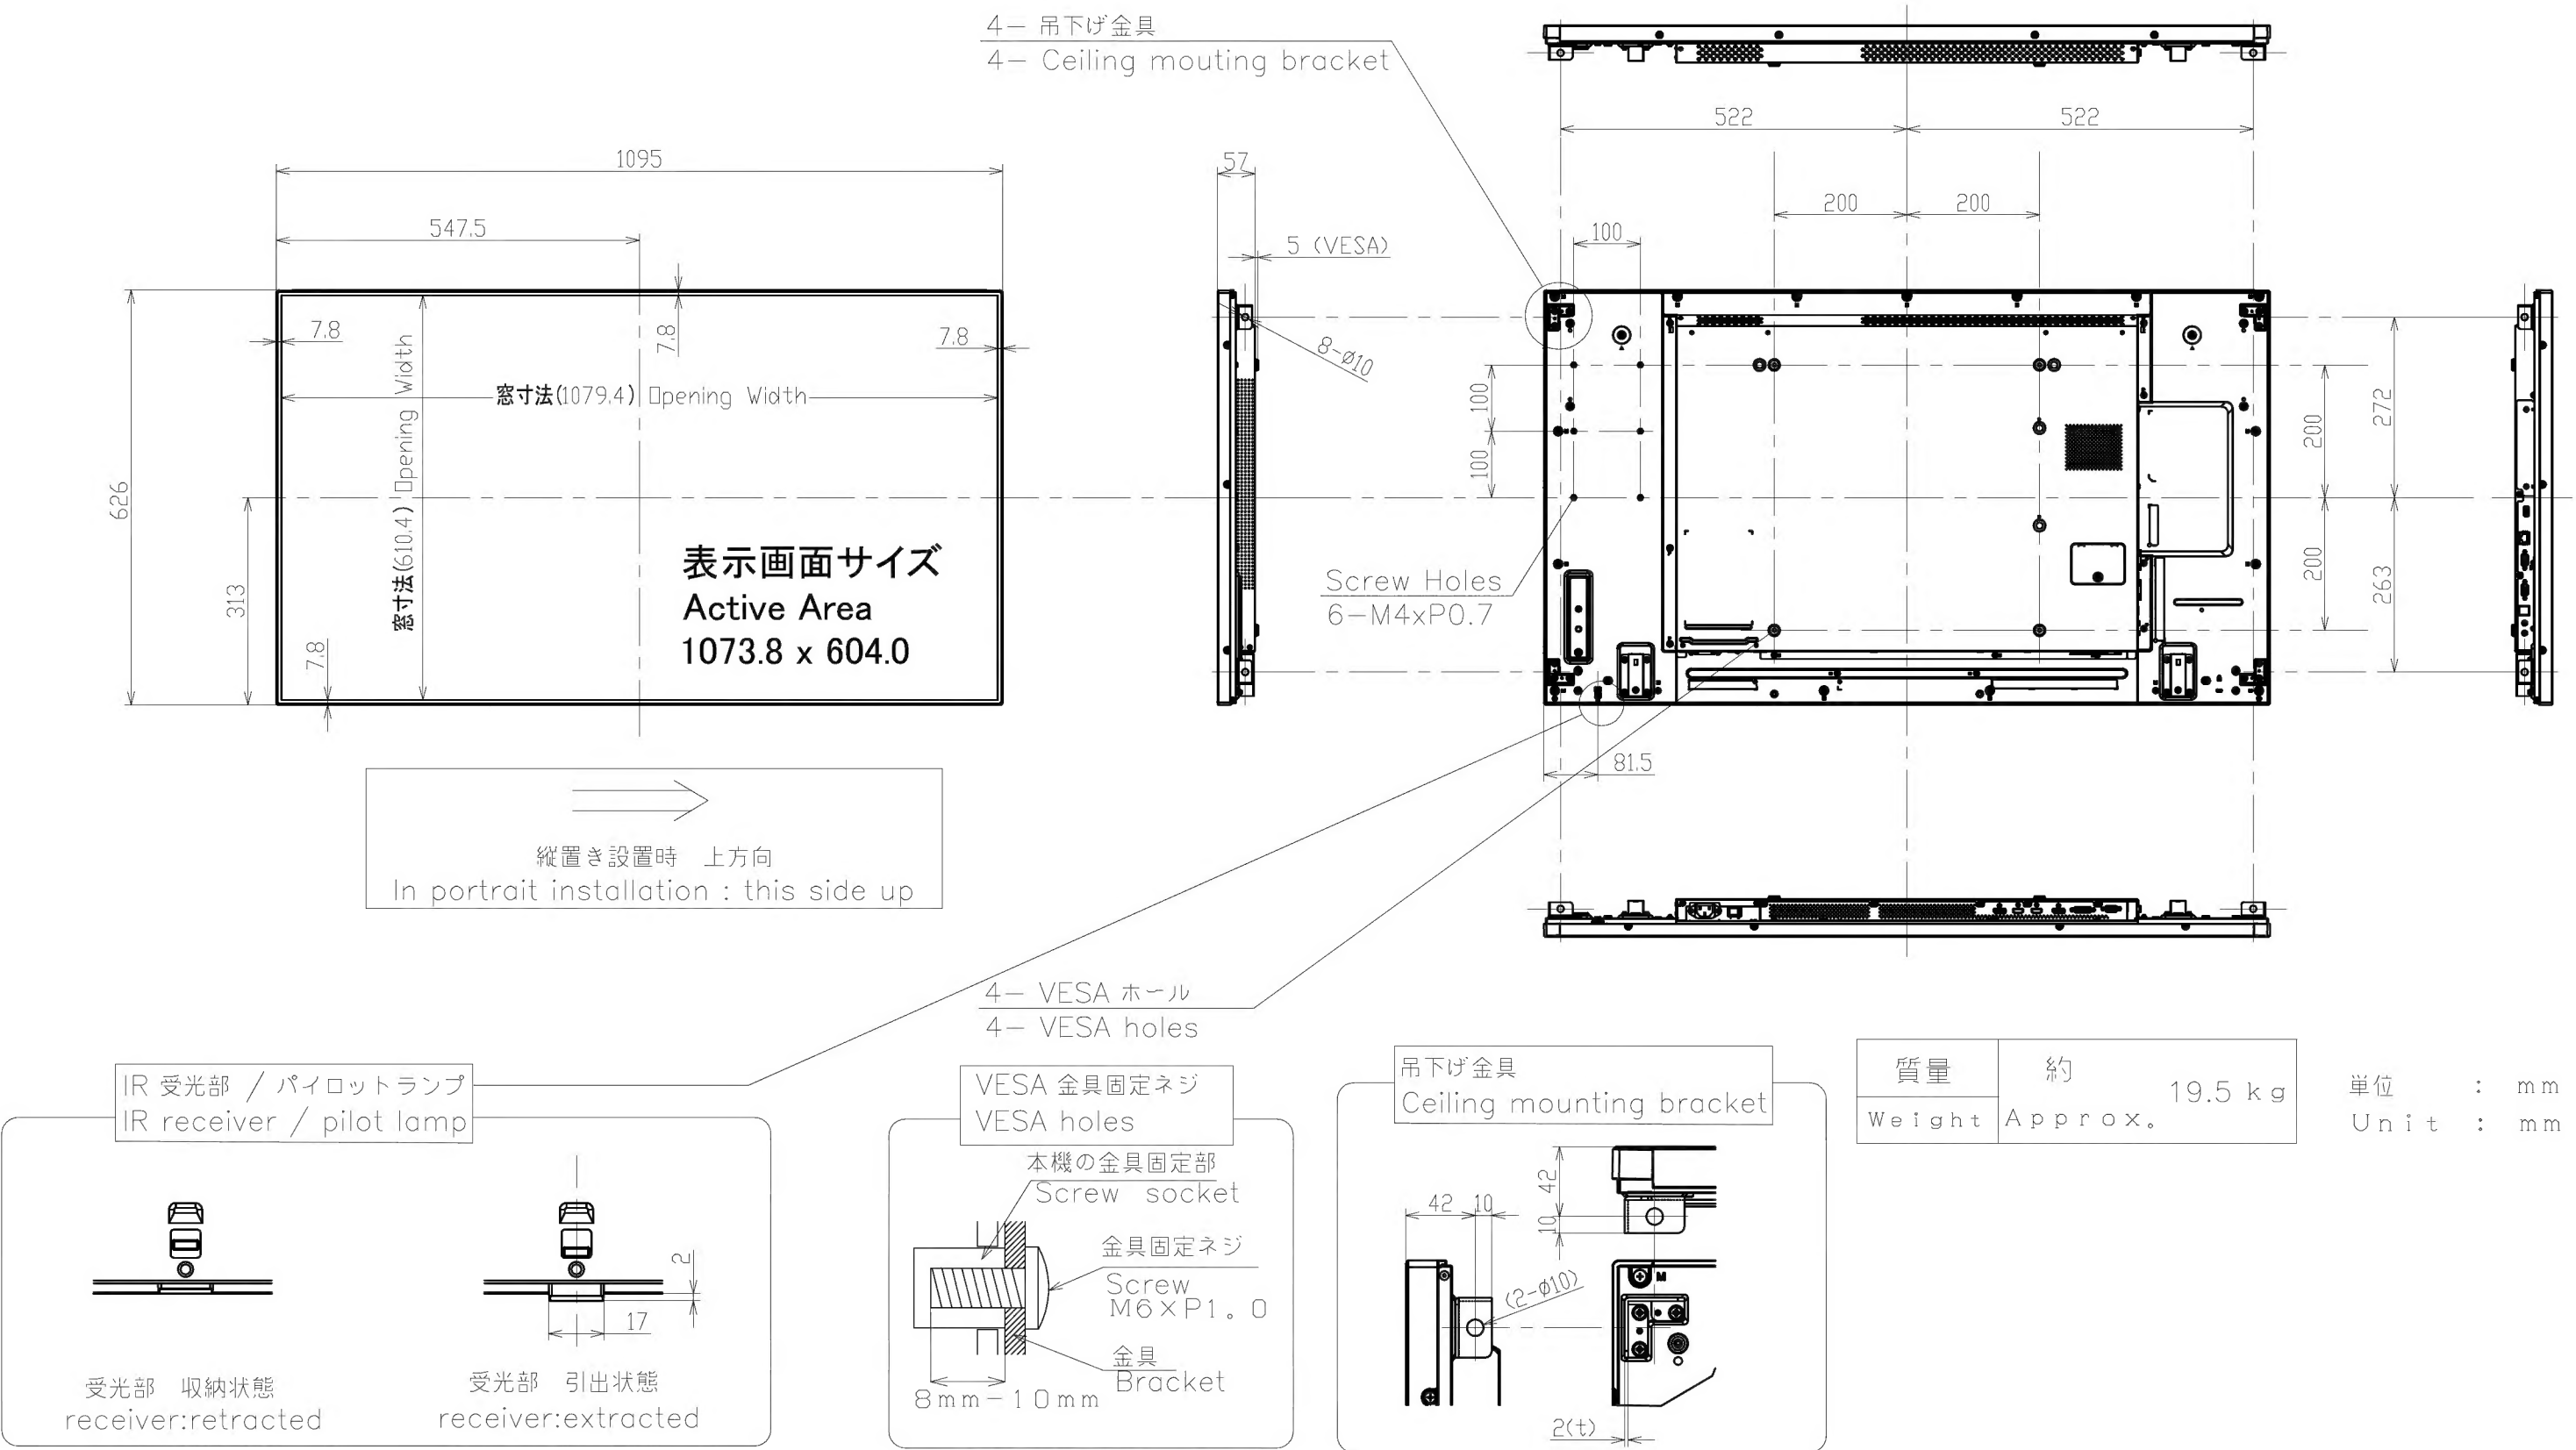 4− 吊下げ金具
4− Ceiling mouting bracket
522
522
1095
57
200
200
547.5
100
5 (VESA)
7.8
7.8
7.8
8-ø10
窓寸法(1079.4) Opening Width
窓寸法(610.4) Opening Width
100
100
200
272
626
313
表示画面サイズ
Active Area
1073.8 x 604.0
Screw Holes
6−M4xP0.7
200
263
7.8
81.5
縦置き設置時 上方向
In portrait installation : this side up
4− VESA ホール
4− VESA holes
IR 受光部 / パイロットランプ
IR receiver / pilot lamp
2
17
受光部 収納状態
receiver:retracted
受光部 引出状態
receiver:extracted
VESA 金具固定ネジ
VESA holes
本機の金具固定部
Screw socket
金具固定ネジ
Screw
M6×P1.0
金具
Bracket
8mm−10mm
吊下げ金具
Ceiling mounting bracket
42
10
42
10
M
(2-ø10)
2(t)
質量 約 19.5 kg
Weight Approx.
単位 : mm
Unit : mm